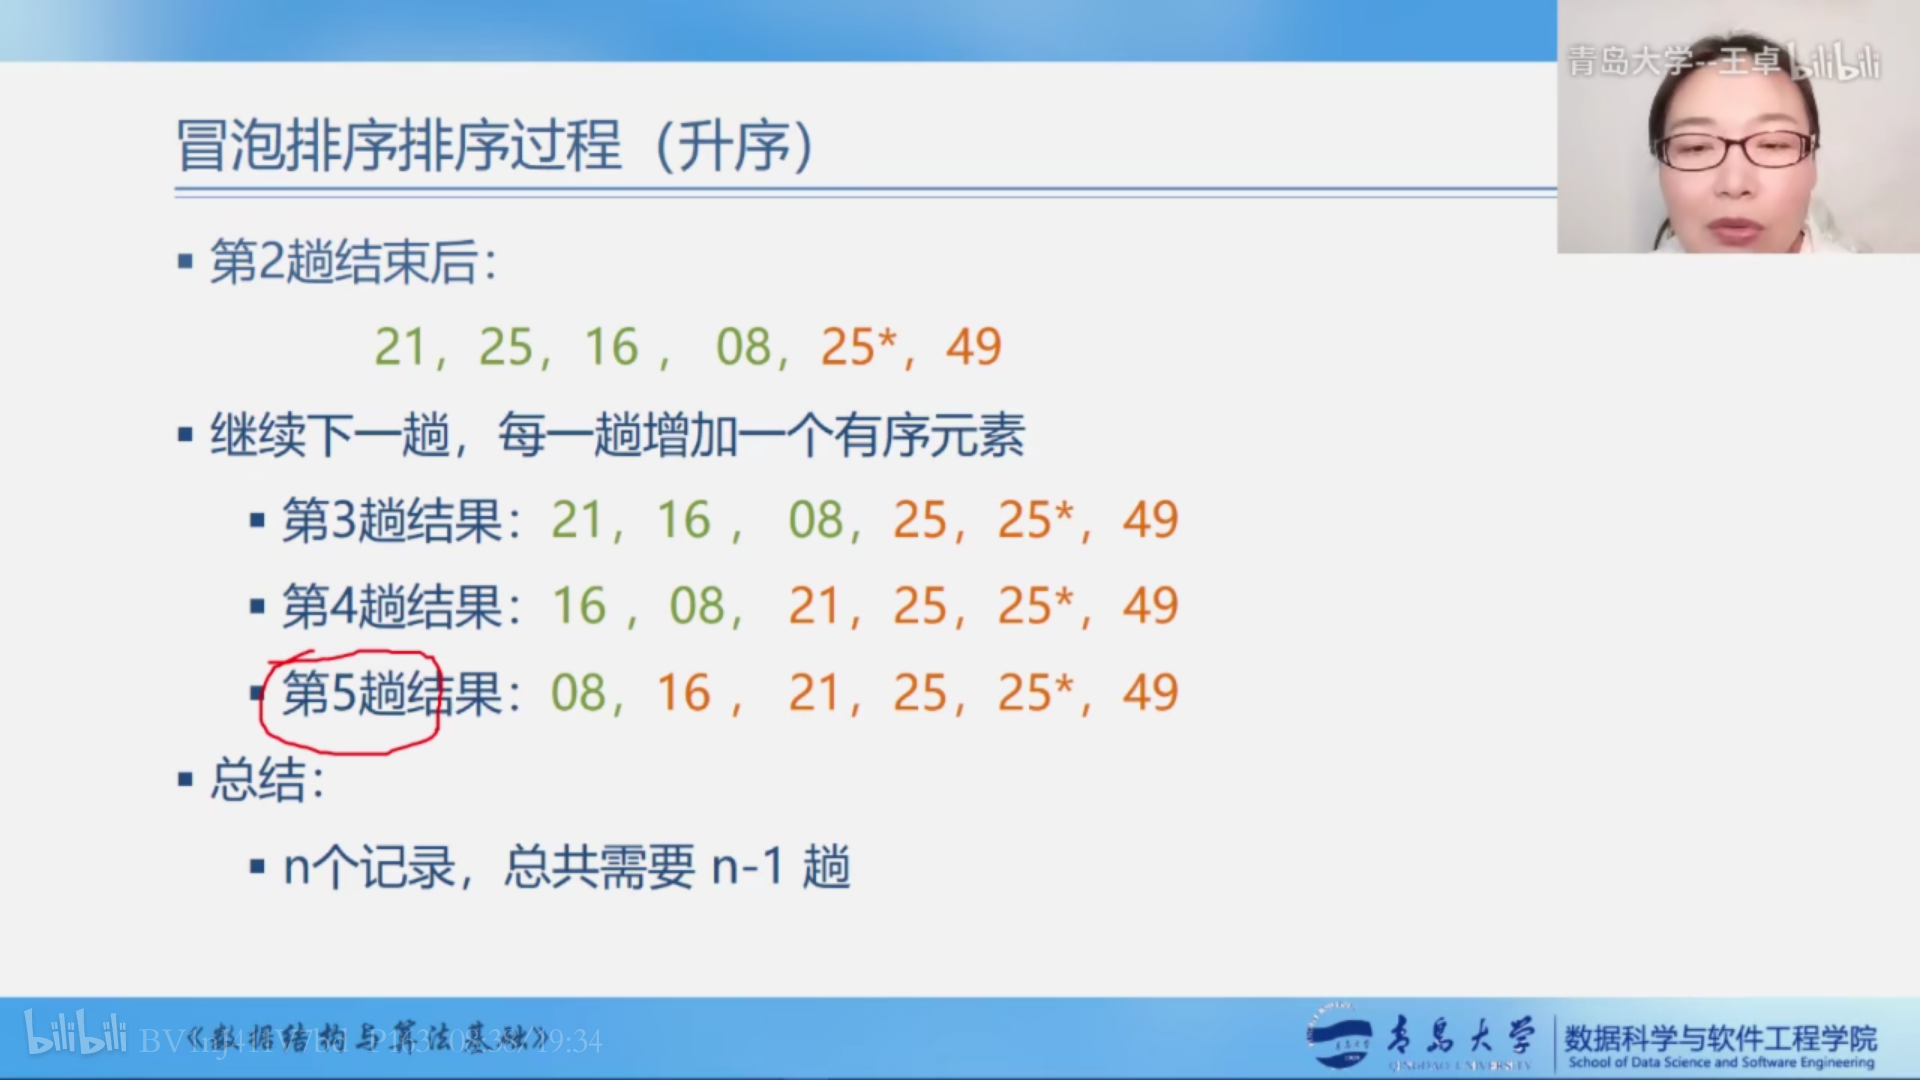 青岛大学--王卓 bilibili
冒泡排序排序过程（升序）
▪ 第2趟结束后：
21，25，16 ， 08，25*，49
▪ 继续下一趟，每一趟增加一个有序元素
▪ 第3趟结果：21，16 ， 08，25，25*，49
▪ 第4趟结果：16 ，08， 21，25，25*，49
▪ 第5趟结果：08，16 ， 21，25，25*，49
▪ 总结：
▪ n个记录，总共需要 n-1 趟
bilibili 《数据结构与算法基础》 19:34
青岛大学 数据科学与软件工程学院
QINGDAO UNIVERSITY School of Data Science and Software Engineering